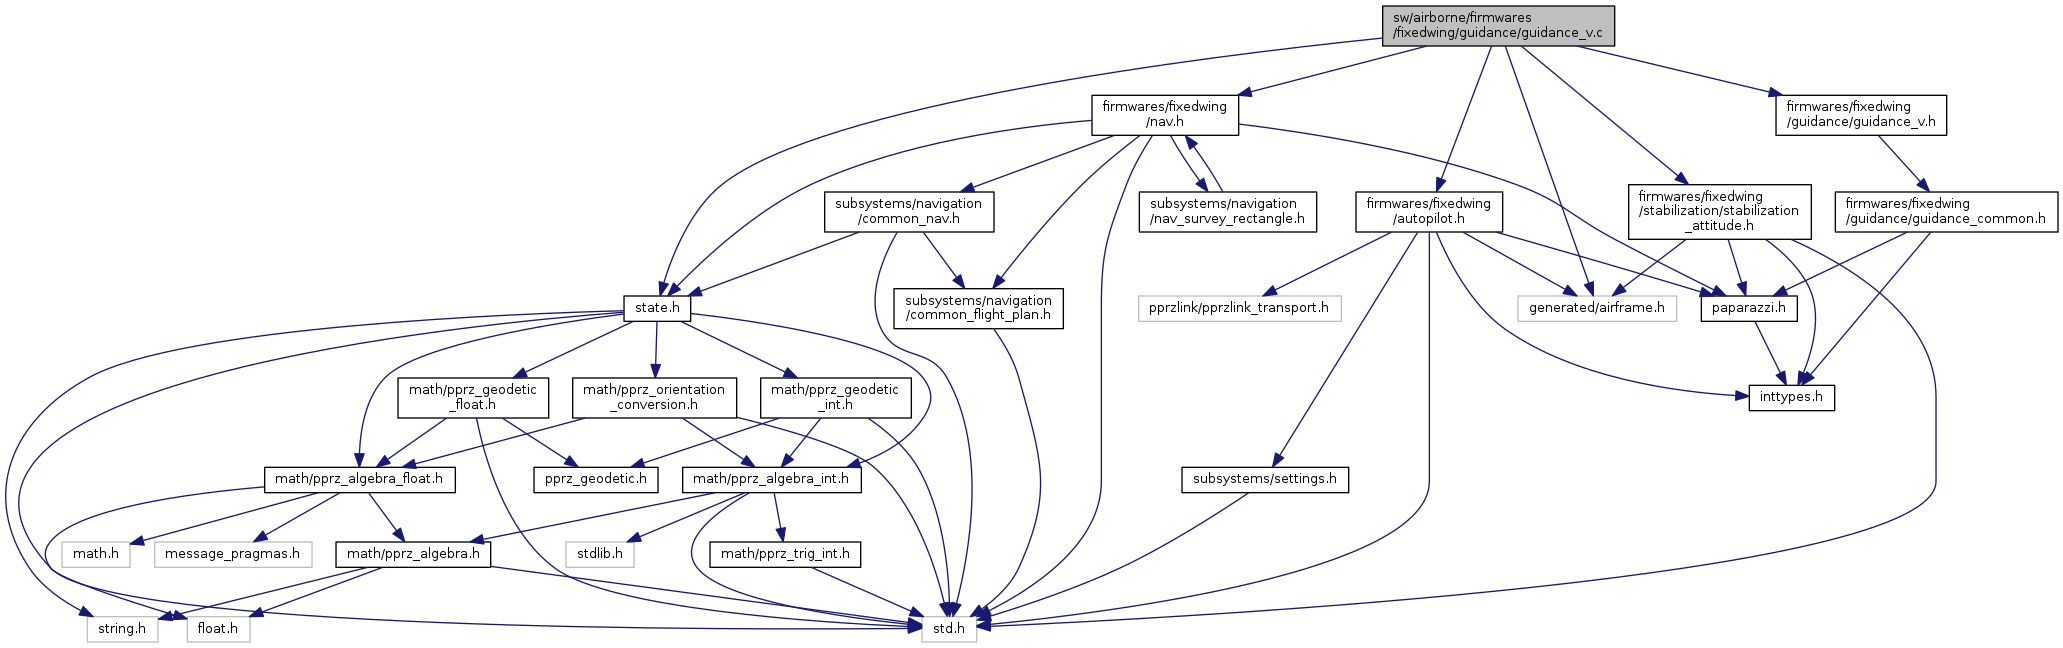 sw/airborne/firmwares
/fixedwing/guidance/guidance_v.c
firmwares/fixedwing
/nav.h
firmwares/fixedwing
/guidance/guidance_v.h
subsystems/navigation
/common_nav.h
subsystems/navigation
/nav_survey_rectangle.h
firmwares/fixedwing
/autopilot.h
firmwares/fixedwing
/stabilization/stabilization
_attitude.h
firmwares/fixedwing
/guidance/guidance_common.h
state.h
subsystems/navigation
/common_flight_plan.h
pprzlink/pprzlink_transport.h
generated/airframe.h
paparazzi.h
math/pprz_geodetic
_float.h
math/pprz_orientation
_conversion.h
math/pprz_geodetic
_int.h
inttypes.h
math/pprz_algebra_float.h
pprz_geodetic.h
math/pprz_algebra_int.h
subsystems/settings.h
math.h
message_pragmas.h
math/pprz_algebra.h
stdlib.h
math/pprz_trig_int.h
string.h
float.h
std.h